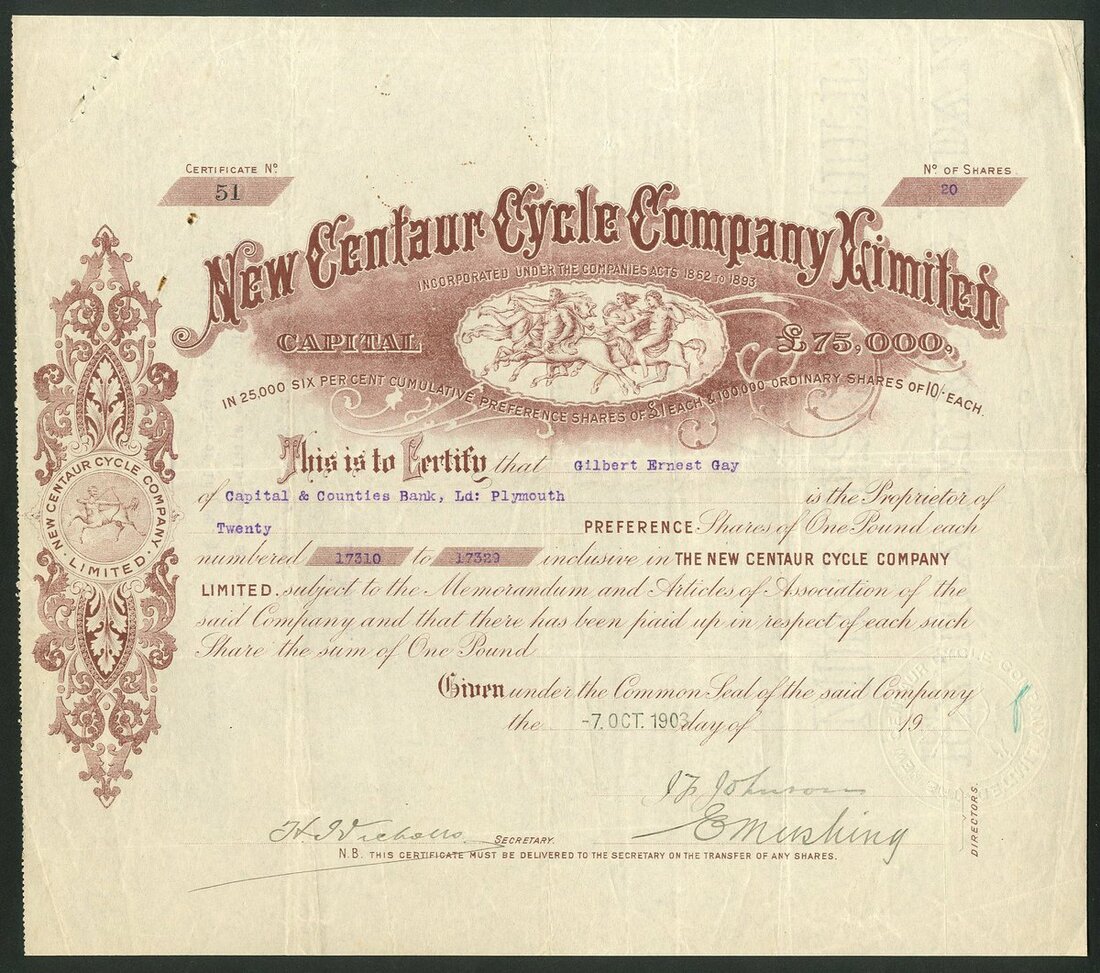 CERTIFICATE Nº
51
Nº OF SHARES
20
New Centaur Cycle Company Limited
INCORPORATED UNDER THE COMPANIES ACTS 1862 TO 1893
CAPITAL £75,000,
IN 25,000 SIX PER CENT CUMULATIVE PREFERENCE SHARES OF £1 EACH & 100,000 ORDINARY SHARES OF 10/- EACH.
This is to Certify that Gilbert Ernest Gay
of Capital & Counties Bank, Ld: Plymouth is the Proprietor of
Twenty PREFERENCE Shares of One Pound each
numbered 17310 to 17329 inclusive in THE NEW CENTAUR CYCLE COMPANY
LIMITED. subject to the Memorandum and Articles of Association of the
said Company and that there has been paid up in respect of each such
Share the sum of One Pound
NEW CENTAUR CYCLE COMPANY · LIMITED ·
Given under the Common Seal of the said Company
the -7. OCT. 1903 day of 19
J F Johnson
DIRECTORS.
SECRETARY.
N.B. THIS CERTIFICATE MUST BE DELIVERED TO THE SECRETARY ON THE TRANSFER OF ANY SHARES.